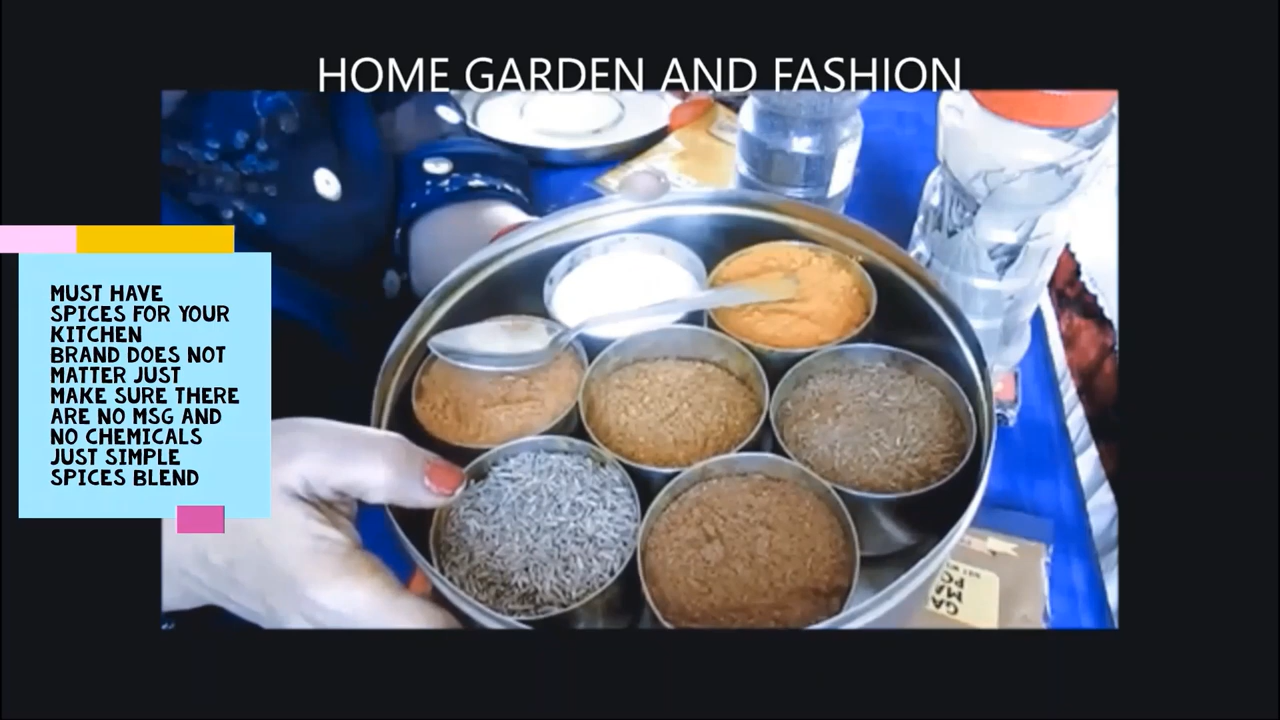 HOME GARDEN AND FASHION
MUST HAVE
SPICES FOR YOUR
KITCHEN
BRAND DOES NOT
MATTER JUST
MAKE SURE THERE
ARE NO MSG AND
NO CHEMICALS
JUST SIMPLE
SPICES BLEND